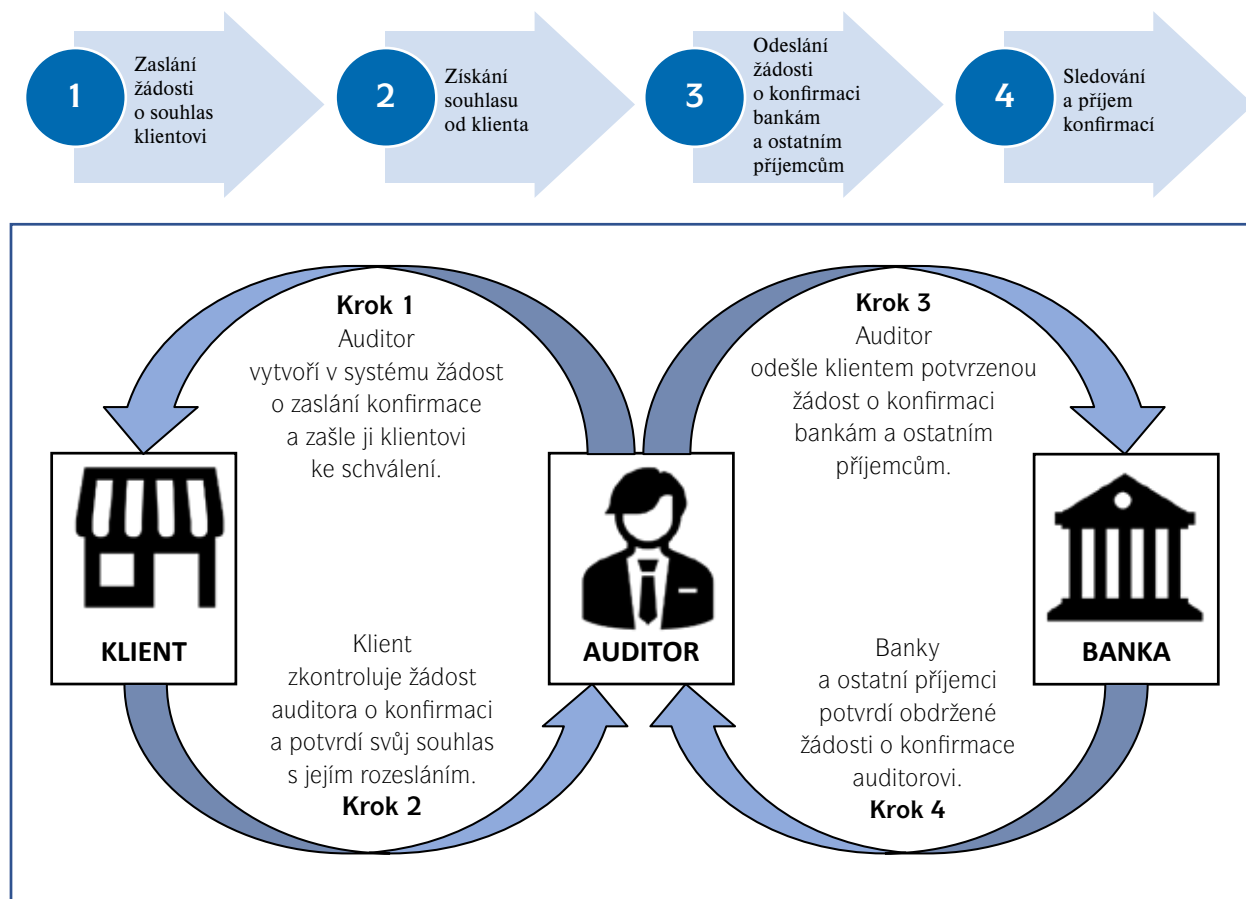 1
Zaslání
žádosti
o souhlas
klientovi
2
Získání
souhlasu
od klienta
3
Odeslání
žádosti
o konfirmaci
bankám
a ostatním
příjemcům
4
Sledování
a příjem
konfirmací
Krok 1
Auditor
vytvoří v systému žádost
o zaslání konfirmace
a zašle ji klientovi
ke schválení.
Krok 3
Auditor
odešle klientem potvrzenou
žádost o konfirmaci
bankám a ostatním
příjemcům.
KLIENT
AUDITOR
BANKA
Klient
zkontroluje žádost
auditora o konfirmaci
a potvrdí svůj souhlas
s jejím rozesláním.
Krok 2
Banky
a ostatní příjemci
potvrdí obdržené
žádosti o konfirmace
auditorovi.
Krok 4